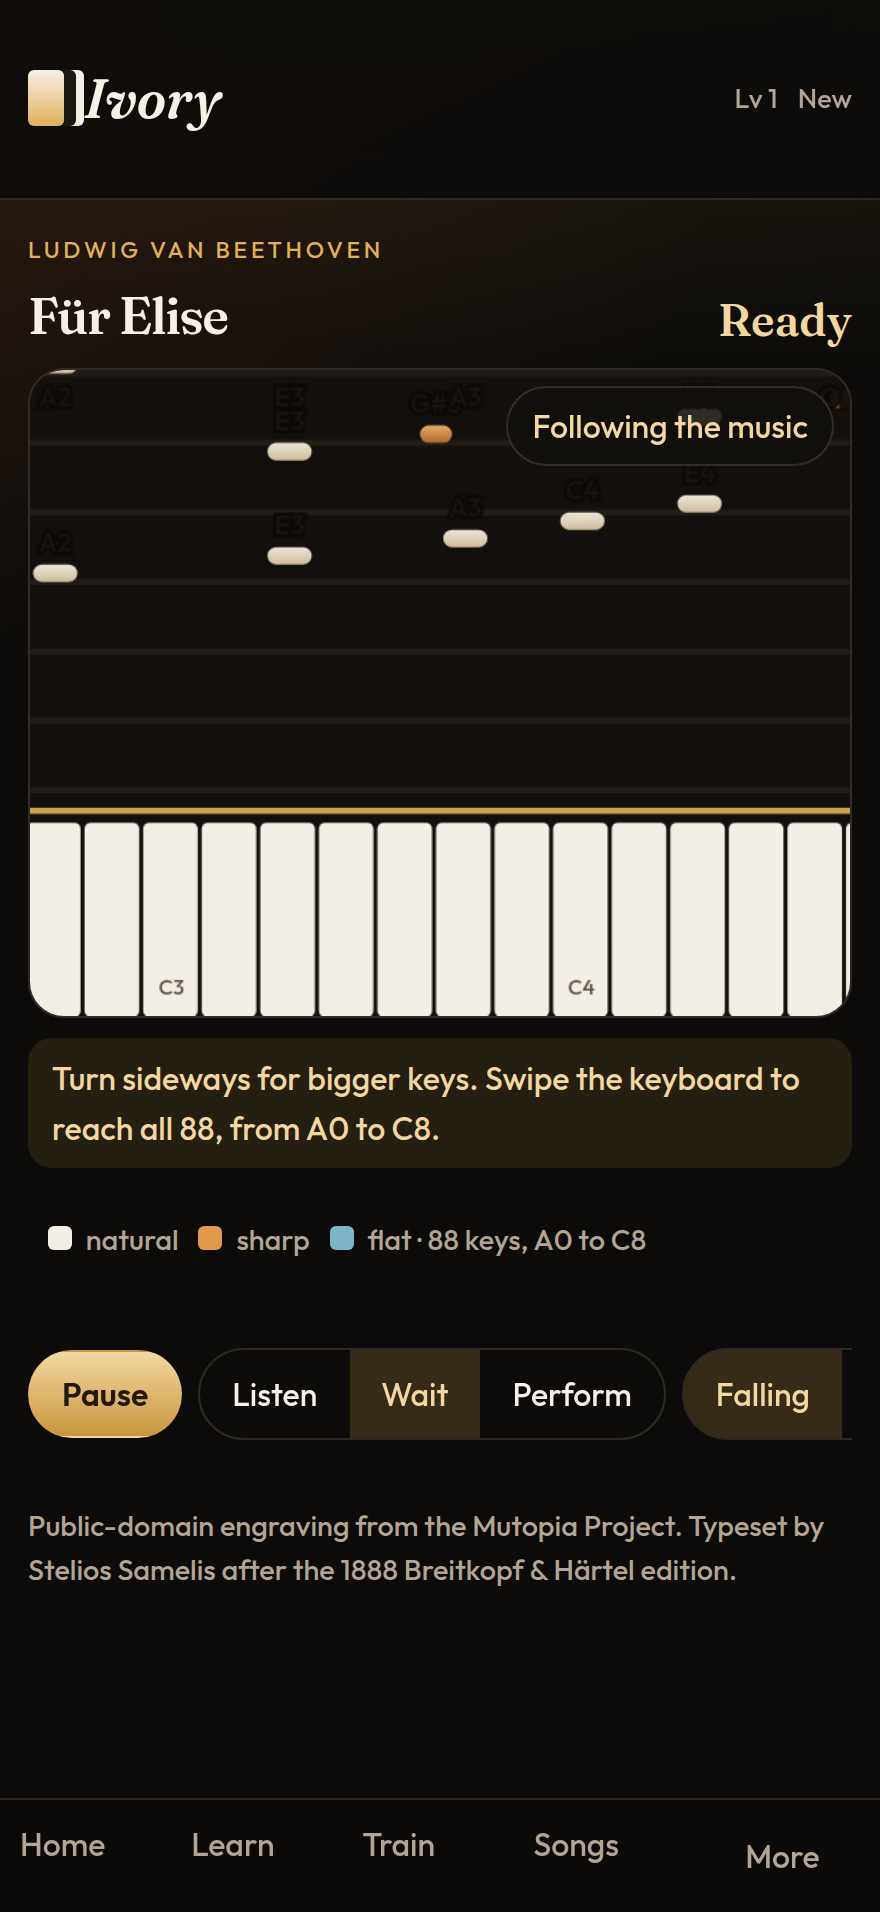 Ivory
Lv 1 New
LUDWIG VAN BEETHOVEN
Für Elise
Ready
A2
E3
E3
A3
Following the music
E4
C4
A3
E3
A2
C3
C4
Turn sideways for bigger keys. Swipe the keyboard to
reach all 88, from A0 to C8.
natural sharp flat · 88 keys, A0 to C8
Pause
Listen Wait Perform
Falling
Public-domain engraving from the Mutopia Project. Typeset by
Stelios Samelis after the 1888 Breitkopf & Härtel edition.
Home Learn Train Songs More